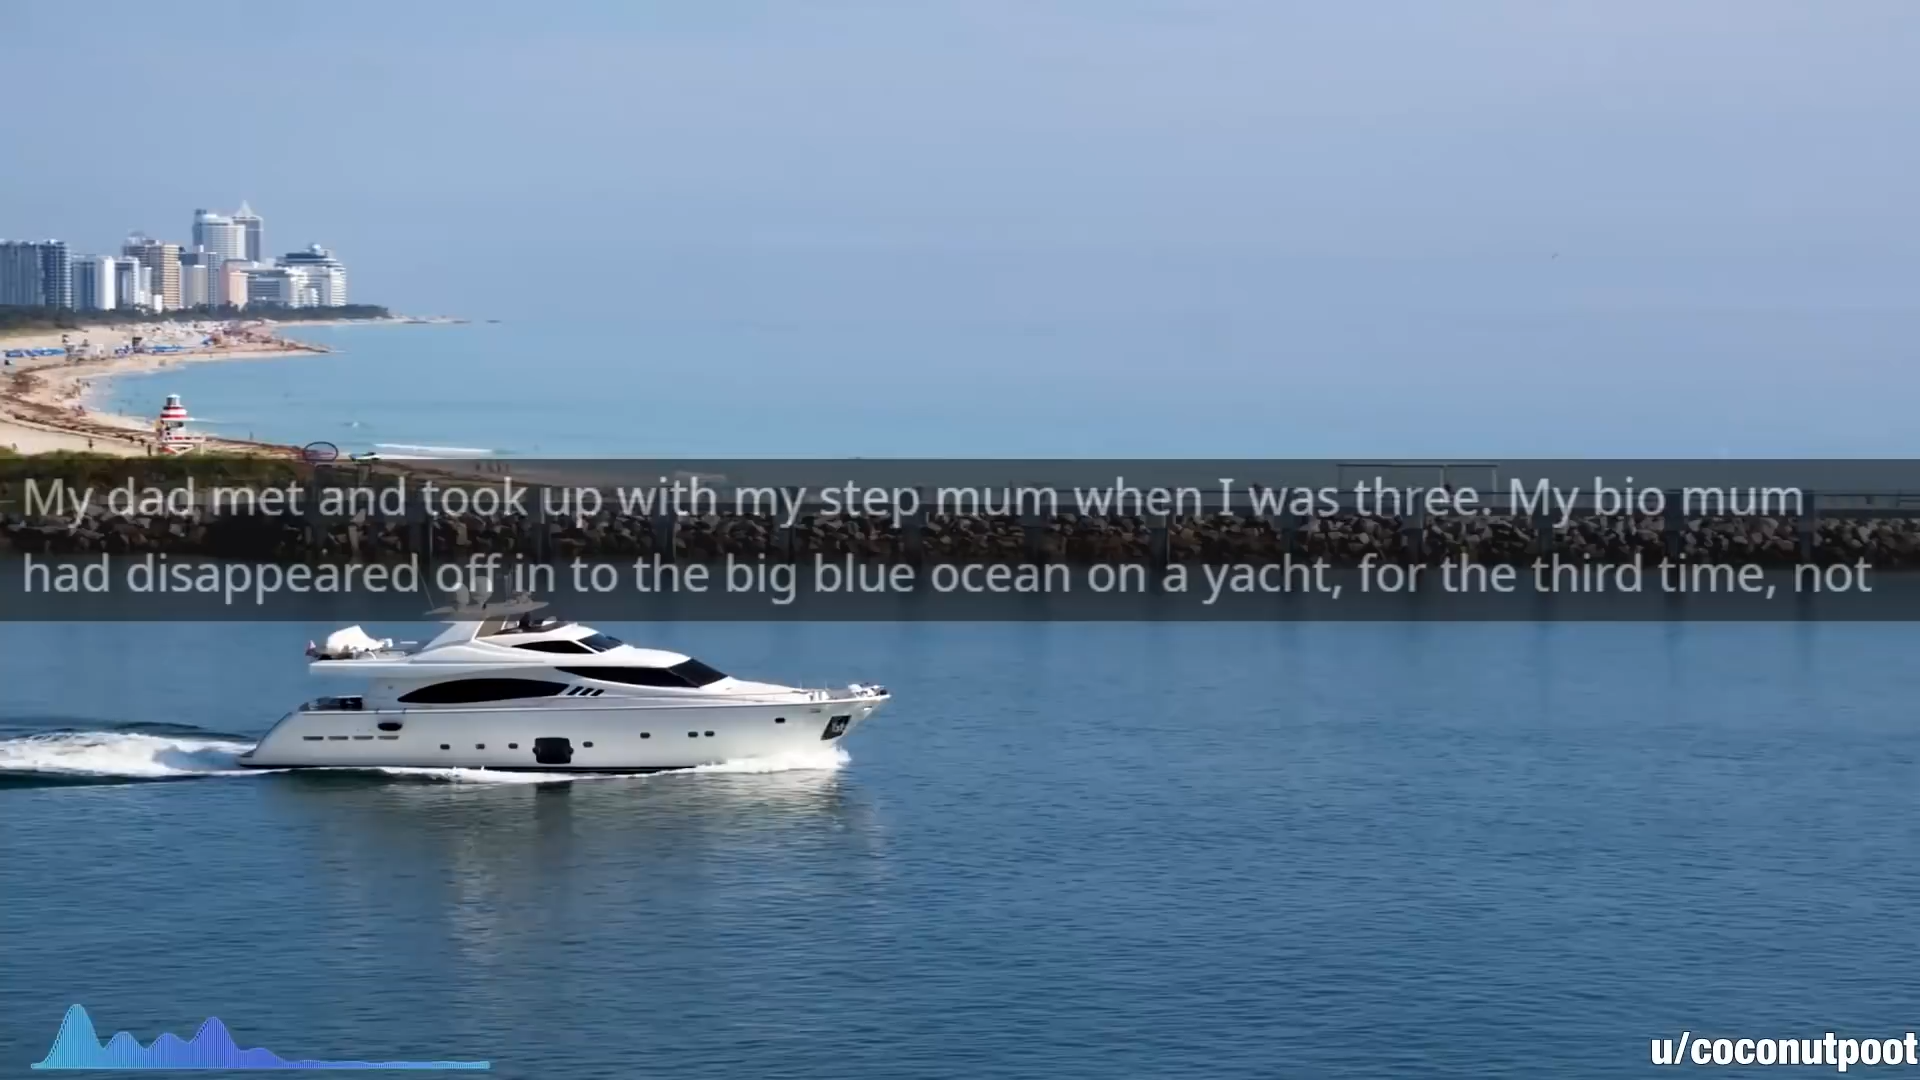 My dad met and took up with my step mum when I was three. My bio mum
had disappeared off in to the big blue ocean on a yacht, for the third time, not
u/coconutpoot